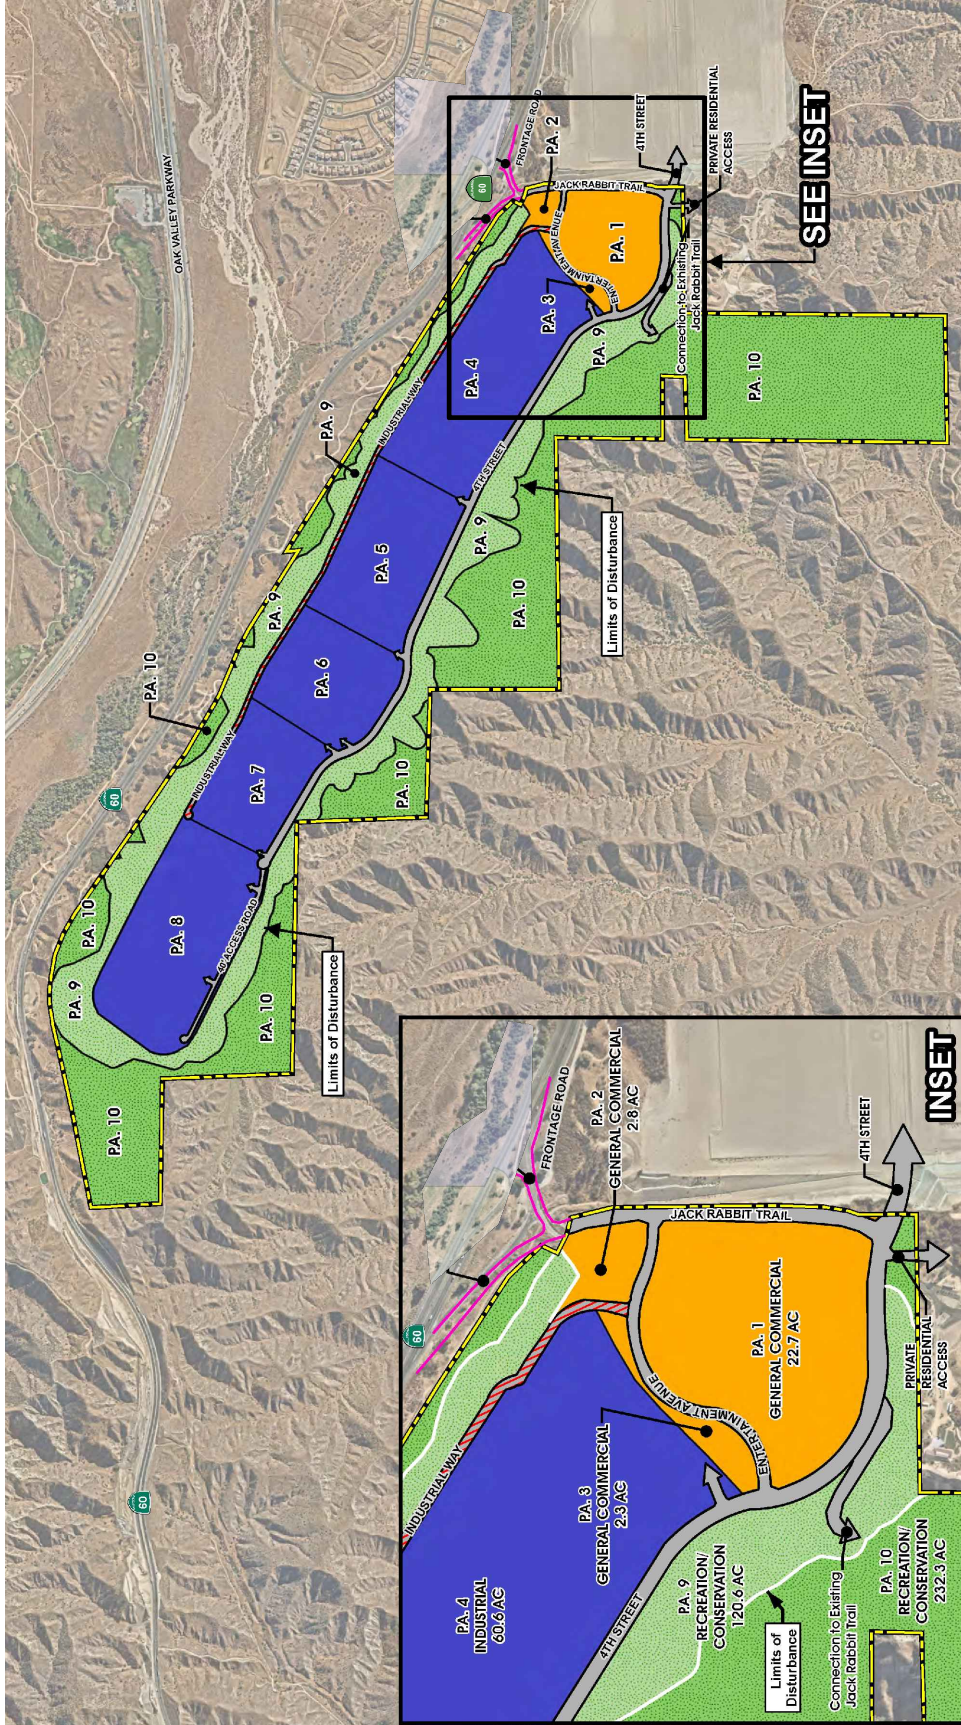 OAK VALLEY PARKWAY
60
60
60
FRONTAGE ROAD
P.A. 2
4TH STREET
PRIVATE RESIDENTIAL
ACCESS
SEE INSET
JACK RABBIT TRAIL
ENTERTAINMENT AVENUE
P.A. 1
P.A. 3
Connection to Exhisting
Jack Rabbit Trail
P.A. 4
P.A. 9
P.A. 10
INDUSTRIAL WAY
4TH STREET
P.A. 9
P.A. 5
P.A. 9
P.A. 10
Limits of Disturbance
P.A. 9
P.A. 6
P.A. 10
P.A. 10
INDUSTRIAL WAY
P.A. 7
P.A. 8
40' ACCESS ROAD
P.A. 10
P.A. 9
P.A. 10
P.A. 10
Limits of Disturbance
INSET
60
FRONTAGE ROAD
P.A. 2
GENERAL COMMERCIAL
2.8 AC
4TH STREET
JACK RABBIT TRAIL
P.A. 1
GENERAL COMMERCIAL
22.7 AC
PRIVATE
RESIDENTIAL
ACCESS
ENTERTAINMENT AVENUE
INDUSTRIAL WAY
P.A. 3
GENERAL COMMERCIAL
2.3 AC
P.A. 4
INDUSTRIAL
60.6 AC
4TH STREET
P.A. 9
RECREATION/
CONSERVATION
120.6 AC
Limits of
Disturbance
Connection to Existing
Jack Rabbit Trail
P.A. 10
RECREATION/
CONSERVATION
232.3 AC